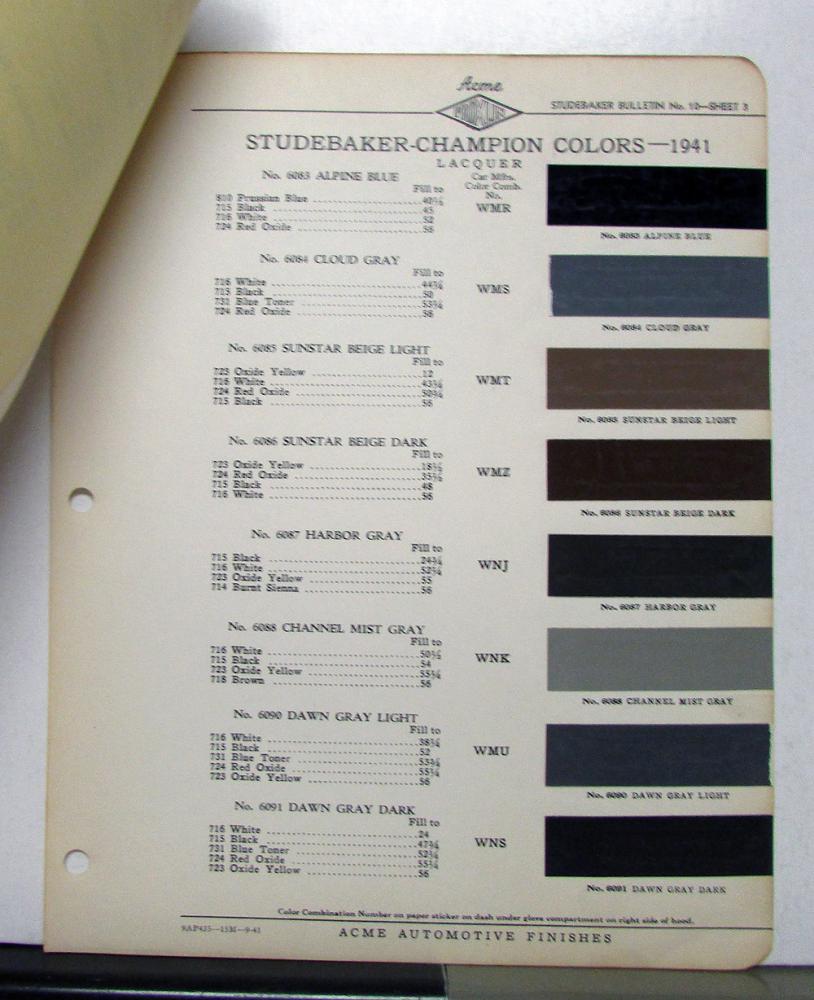 Acme
PROXLIN
STUDEBAKER BULLETIN No. 10—SHEET 3
STUDEBAKER-CHAMPION COLORS—1941
LACQUER
No. 6083 ALPINE BLUE
Fill to
Car Mfrs.
Color Comb.
No.
810 Prussian Blue
715 Black 45
716 White 52
724 Red Oxide 56
WMR
No. 6083 ALPINE BLUE
No. 6084 CLOUD GRAY
Fill to
716 White 44¾
715 Black 50
731 Blue Toner 53¾
724 Red Oxide 56
WMS
No. 6084 CLOUD GRAY
No. 6085 SUNSTAR BEIGE LIGHT
Fill to
723 Oxide Yellow 12
716 White 43¾
724 Red Oxide 50¾
715 Black 56
WMT
No. 6085 SUNSTAR BEIGE LIGHT
No. 6086 SUNSTAR BEIGE DARK
Fill to
723 Oxide Yellow 18½
724 Red Oxide 35½
715 Black 48
716 White 56
WMZ
No. 6086 SUNSTAR BEIGE DARK
No. 6087 HARBOR GRAY
Fill to
715 Black 24¾
716 White 52¾
723 Oxide Yellow 55
714 Burnt Sienna 56
WNJ
No. 6087 HARBOR GRAY
No. 6088 CHANNEL MIST GRAY
Fill to
716 White 50½
715 Black 54
723 Oxide Yellow 55¾
718 Brown 56
WNK
No. 6088 CHANNEL MIST GRAY
No. 6090 DAWN GRAY LIGHT
Fill to
716 White 38¾
715 Black 52
731 Blue Toner 53¾
724 Red Oxide 55¼
723 Oxide Yellow 56
WMU
No. 6090 DAWN GRAY LIGHT
No. 6091 DAWN GRAY DARK
Fill to
716 White 24
715 Black 47¾
731 Blue Toner 52¾
724 Red Oxide 55¼
723 Oxide Yellow 56
WNS
No. 6091 DAWN GRAY DARK
Color Combination Number on paper sticker on dash under glove compartment on right side of hood.
9AP435—15M—9-41
ACME AUTOMOTIVE FINISHES